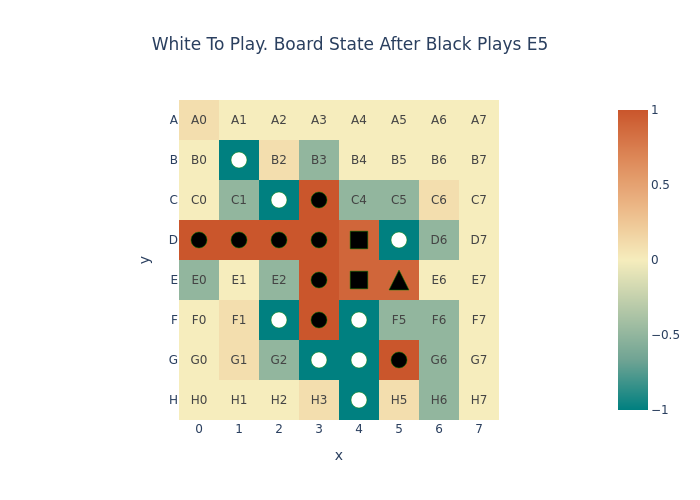 White To Play. Board State After Black Plays E5
A A0 A1 A2 A3 A4 A5 A6 A7 1
B B0 B2 B3 B4 B5 B6 B7
C C0 C1 C4 C5 C6 C7 0.5
D D6 D7
y E E0 E1 E2 E6 E7 0
F F0 F1 F5 F6 F7 −0.5
G G0 G1 G2 G6 G7
H H0 H1 H2 H3 H5 H6 H7 −1
0 1 2 3 4 5 6 7
x